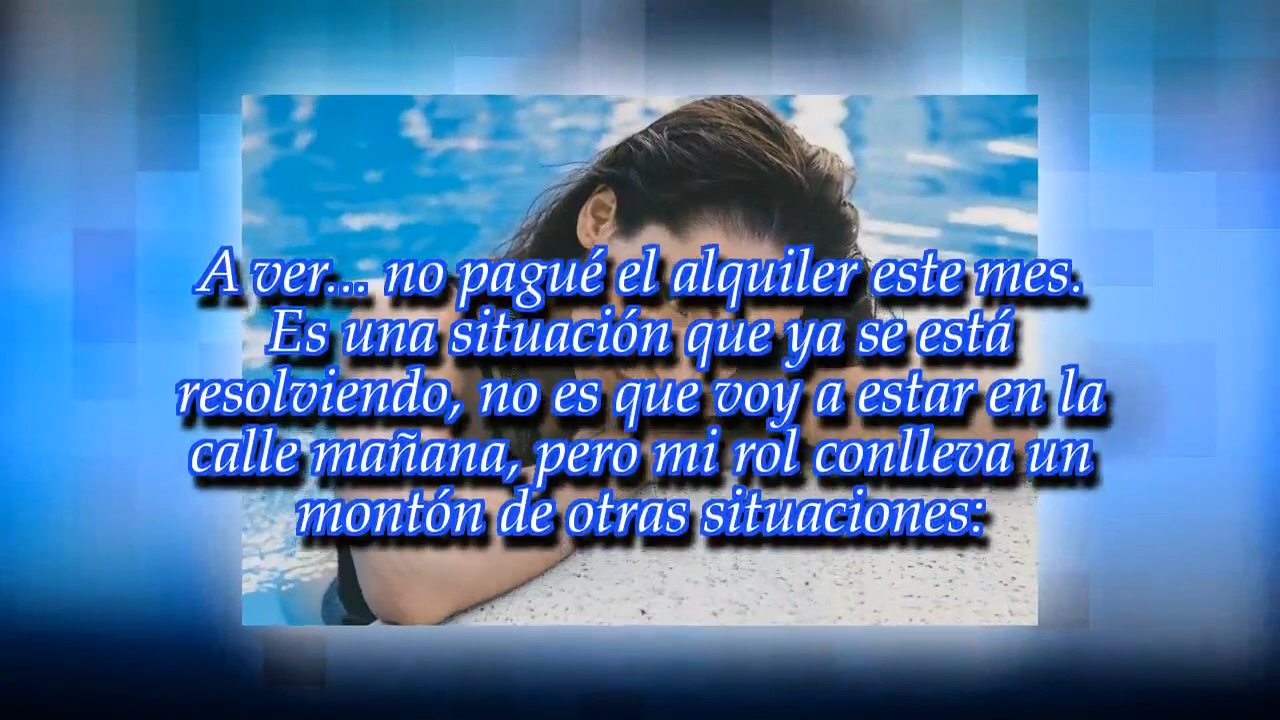 A ver... no pagué el alquiler este mes.
Es una situación que ya se está
resolviendo, no es que voy a estar en la
calle mañana, pero mi rol conlleva un
montón de otras situaciones: